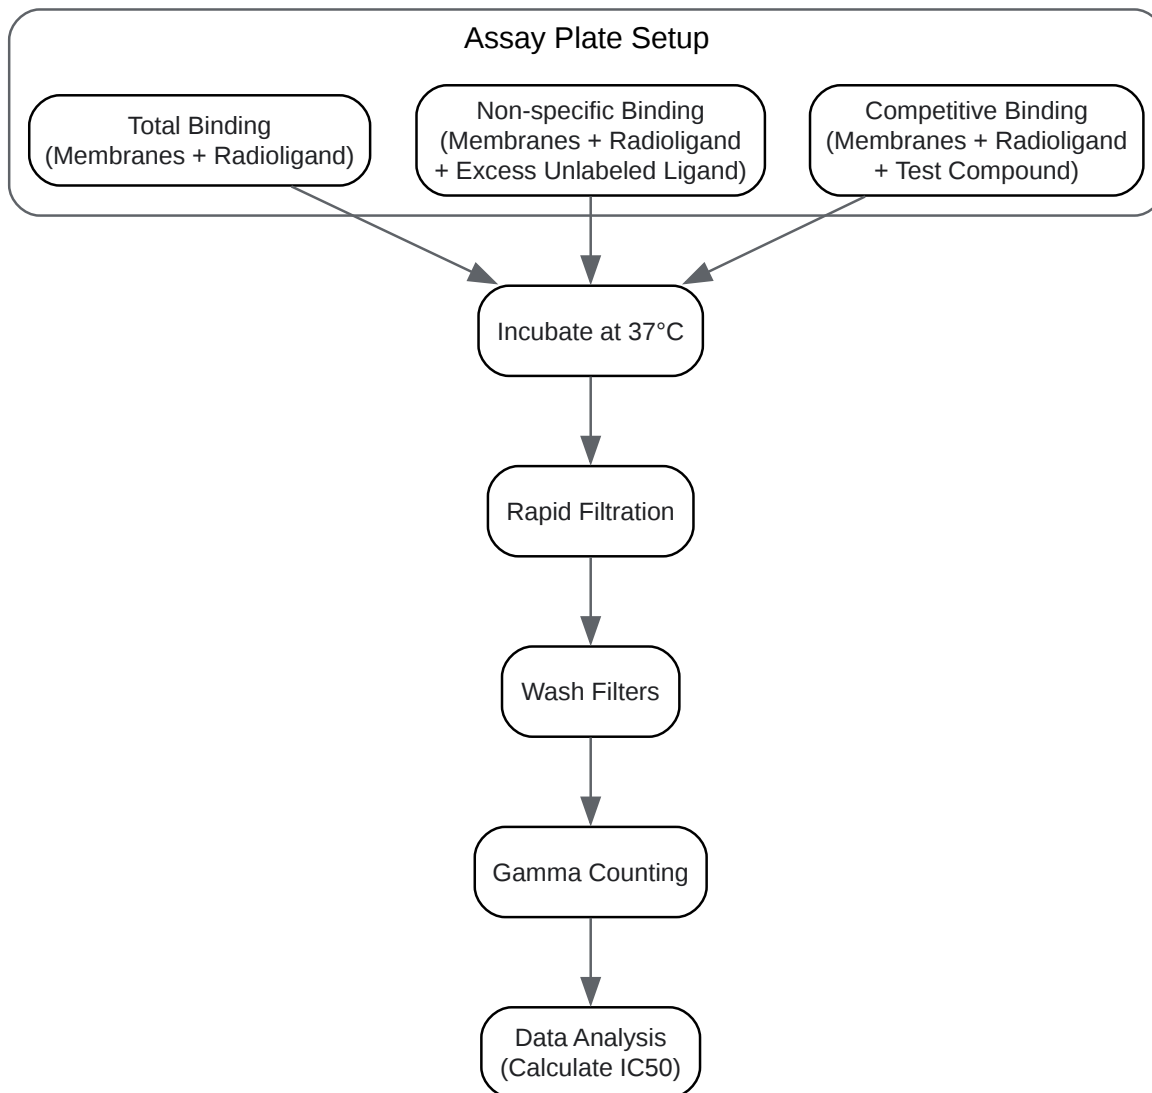 Assay Plate Setup
Total Binding
(Membranes + Radioligand)
Non-specific Binding
(Membranes + Radioligand
+ Excess Unlabeled Ligand)
Competitive Binding
(Membranes + Radioligand
+ Test Compound)
Incubate at 37°C
Rapid Filtration
Wash Filters
Gamma Counting
Data Analysis
(Calculate IC50)